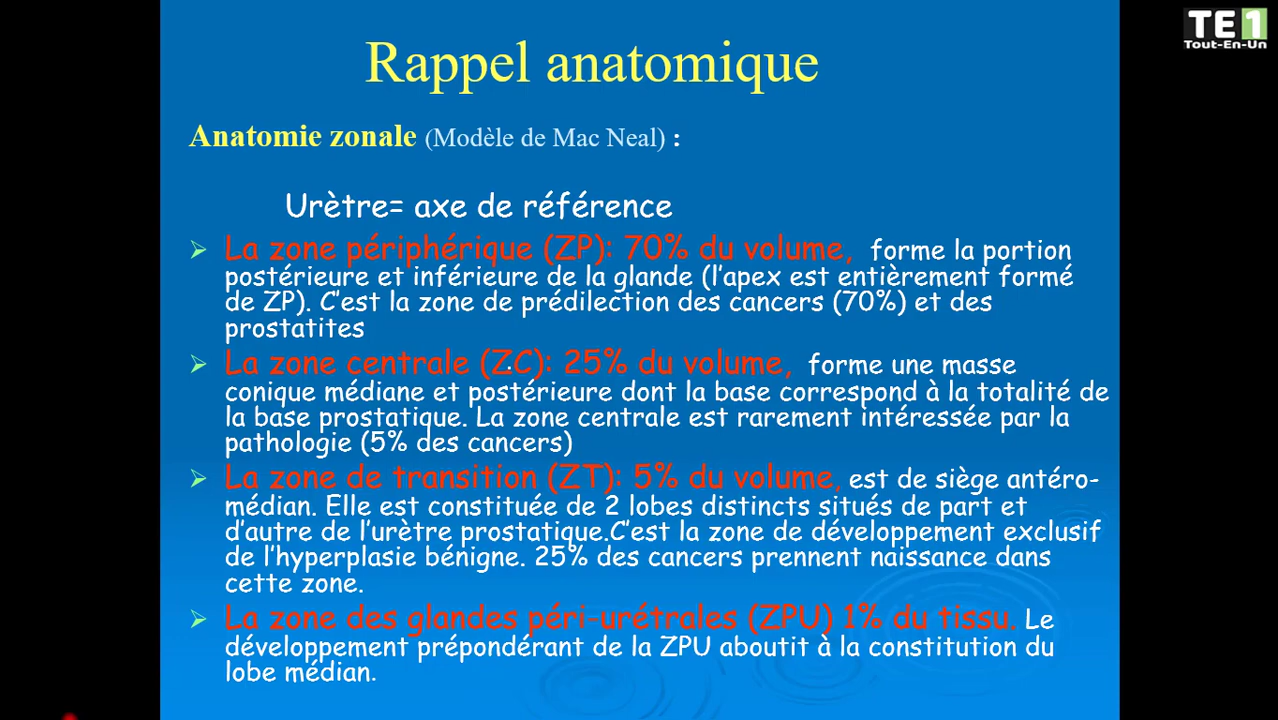 TE1
Tout-En-Un
Rappel anatomique
Anatomie zonale (Modèle de Mac Neal) :
Urètre= axe de référence
La zone périphérique (ZP): 70% du volume, forme la portion
postérieure et inférieure de la glande (l'apex est entièrement formé
de ZP). C'est la zone de prédilection des cancers (70%) et des
prostatites
La zone centrale (ZC): 25% du volume, forme une masse
conique médiane et postérieure dont la base correspond à la totalité de
la base prostatique. La zone centrale est rarement intéressée par la
pathologie (5% des cancers)
La zone de transition (ZT): 5% du volume, est de siège antéro-
médian. Elle est constituée de 2 lobes distincts situés de part et
d'autre de l'urètre prostatique.C'est la zone de développement exclusif
de l'hyperplasie bénigne. 25% des cancers prennent naissance dans
cette zone.
La zone des glandes péri-urétrales (ZPU) 1% du tissu. Le
développement prépondérant de la ZPU aboutit à la constitution du
lobe médian.